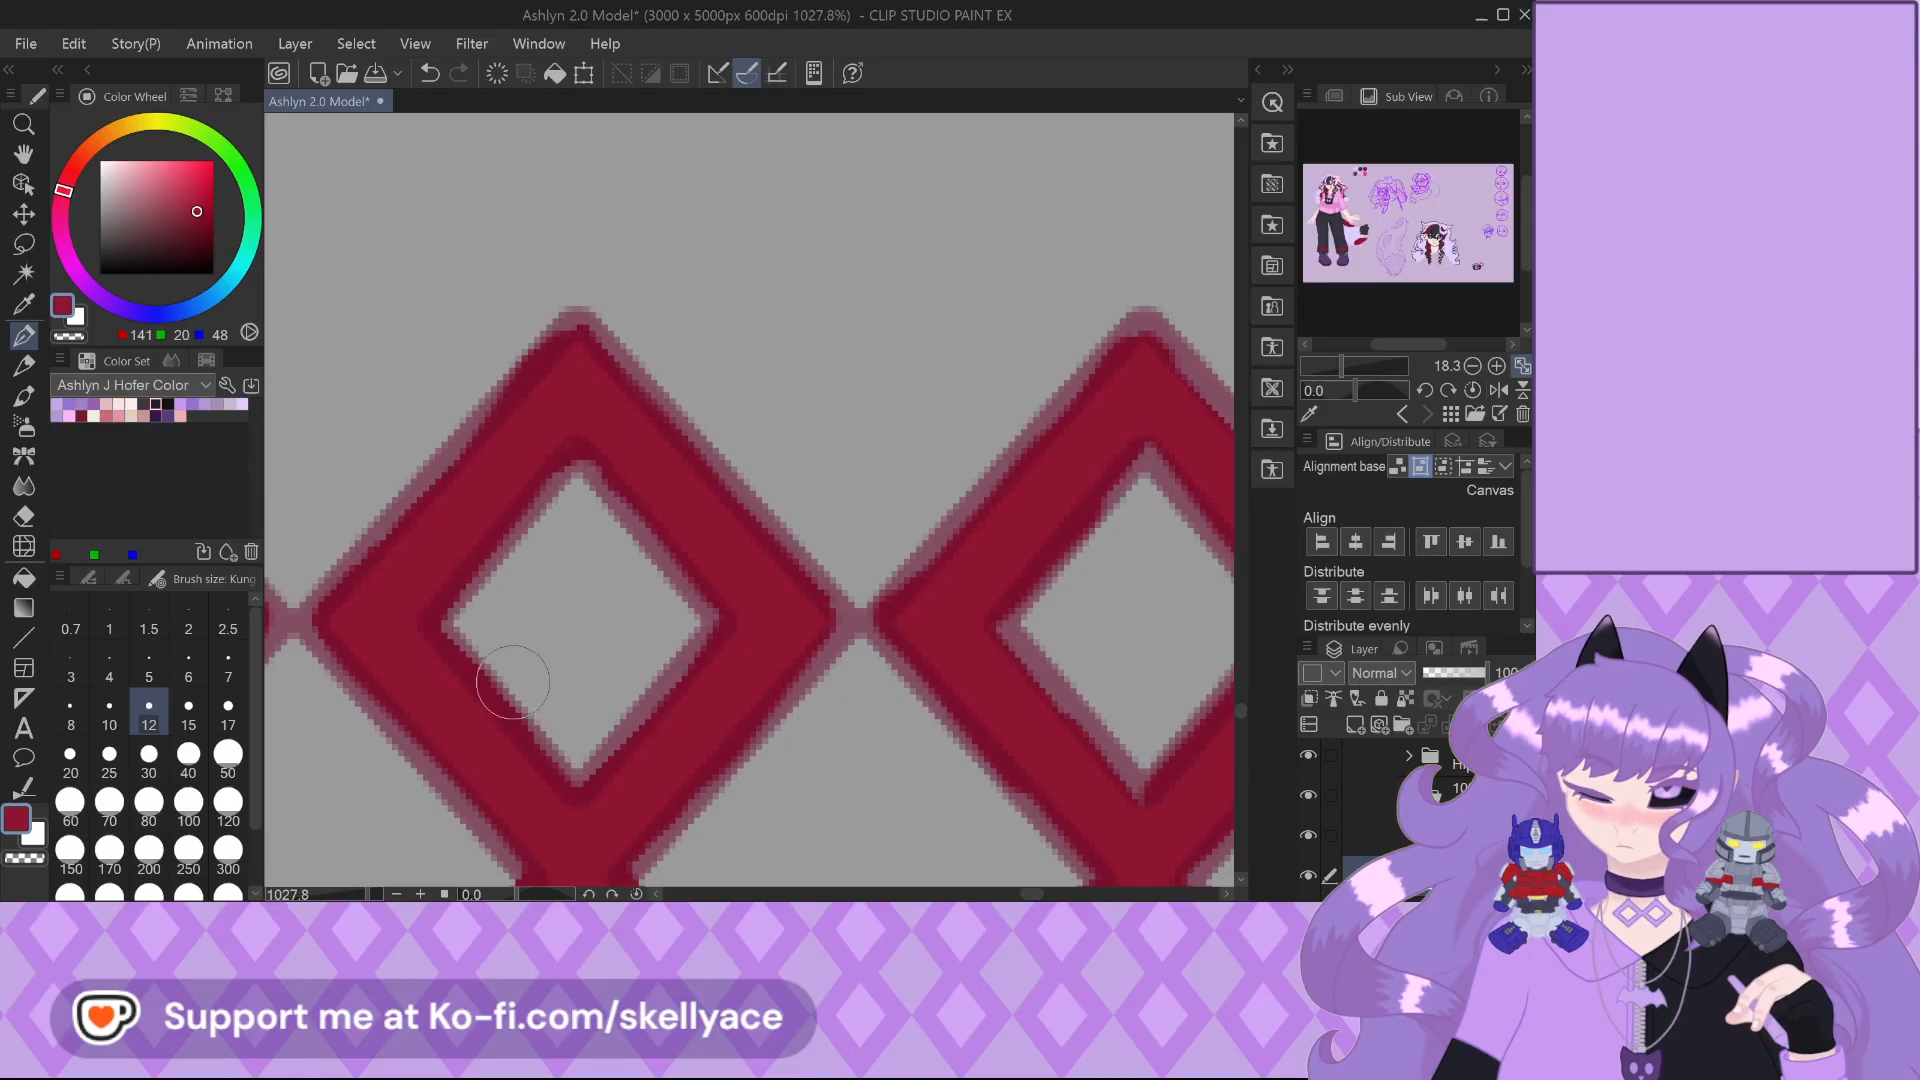 Ashlyn 2.0 Model* (3000 x 5000px 600dpi 1027.8%) - CLIP STUDIO PAINT EX
File Edit Story(P) Animation Layer Select View Filter Window Help
Color Wheel
Ashlyn 2.0 Model*
Sub View
141 20 48
Color Set
Ashlyn J Hofer Color
18.3
0.0
Align/Distribute
Alignment base
Canvas
Align
Distribute
Distribute evenly
Brush size: Kung
0.7 1 1.5 2 2.5
3 4 5 6 7
8 10 12 15 17
20 25 30 40 50
60 70 80 100 120
150 170 200 250 300
Layer
Normal 100
1027.8 0.0
Support me at Ko-fi.com/skellyace